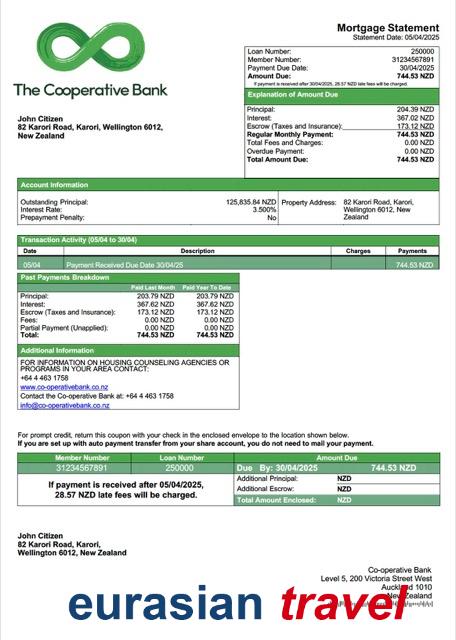 Mortgage Statement
Statement Date: 05/04/2025
The Cooperative Bank
Loan Number: 250000
Member Number: 31234567891
Payment Due Date: 30/04/2025
Amount Due: 744.53 NZD
If payment is received after 30/04/2025, 28.57 NZD late fees will be charged.
Explanation of Amount Due
Principal: 204.39 NZD
Interest: 367.02 NZD
Escrow (Taxes and Insurance): 173.12 NZD
Regular Monthly Payment: 744.53 NZD
Total Fees and Charges: 0.00 NZD
Overdue Payment: 0.00 NZD
Total Amount Due: 744.53 NZD
John Citizen
82 Karori Road, Karori, Wellington 6012,
New Zealand
Account Information
Outstanding Principal: 125,835.84 NZD
Interest Rate: 3.500%
Prepayment Penalty: No
Property Address: 82 Karori Road, Karori,
Wellington 6012, New
Zealand
Transaction Activity (05/04 to 30/04)
Date Description Charges Payments
05/04 Payment Received Due Date 30/04/25 744.53 NZD
Past Payments Breakdown
Paid Last Month Paid Year To Date
Principal: 203.79 NZD 203.79 NZD
Interest: 367.62 NZD 367.62 NZD
Escrow (Taxes and Insurance): 173.12 NZD 173.12 NZD
Fees: 0.00 NZD 0.00 NZD
Partial Payment (Unapplied): 0.00 NZD 0.00 NZD
Total: 744.53 NZD 744.53 NZD
Additional Information
FOR INFORMATION ON HOUSING COUNSELING AGENCIES OR
PROGRAMS IN YOUR AREA CONTACT:
+64 4 463 1758
www.co-operativebank.co.nz
Contact the Co-operative Bank at: +64 4 463 1758
info@co-operativebank.co.nz
For prompt credit, return this coupon with your check in the enclosed envelope to the location shown below.
If you are set up with auto payment transfer from your share account, you do not need to mail your payment.
Member Number Loan Number Amount Due
31234567891 250000 Due By: 30/04/2025 744.53 NZD
If payment is received after 05/04/2025,
28.57 NZD late fees will be charged.
Additional Principal: NZD
Additional Escrow: NZD
Total Amount Enclosed: NZD
John Citizen
82 Karori Road, Karori,
Wellington 6012, New Zealand
Co-operative Bank
Level 5, 200 Victoria Street West
Auckland 1010
New Zealand
eurasian travel